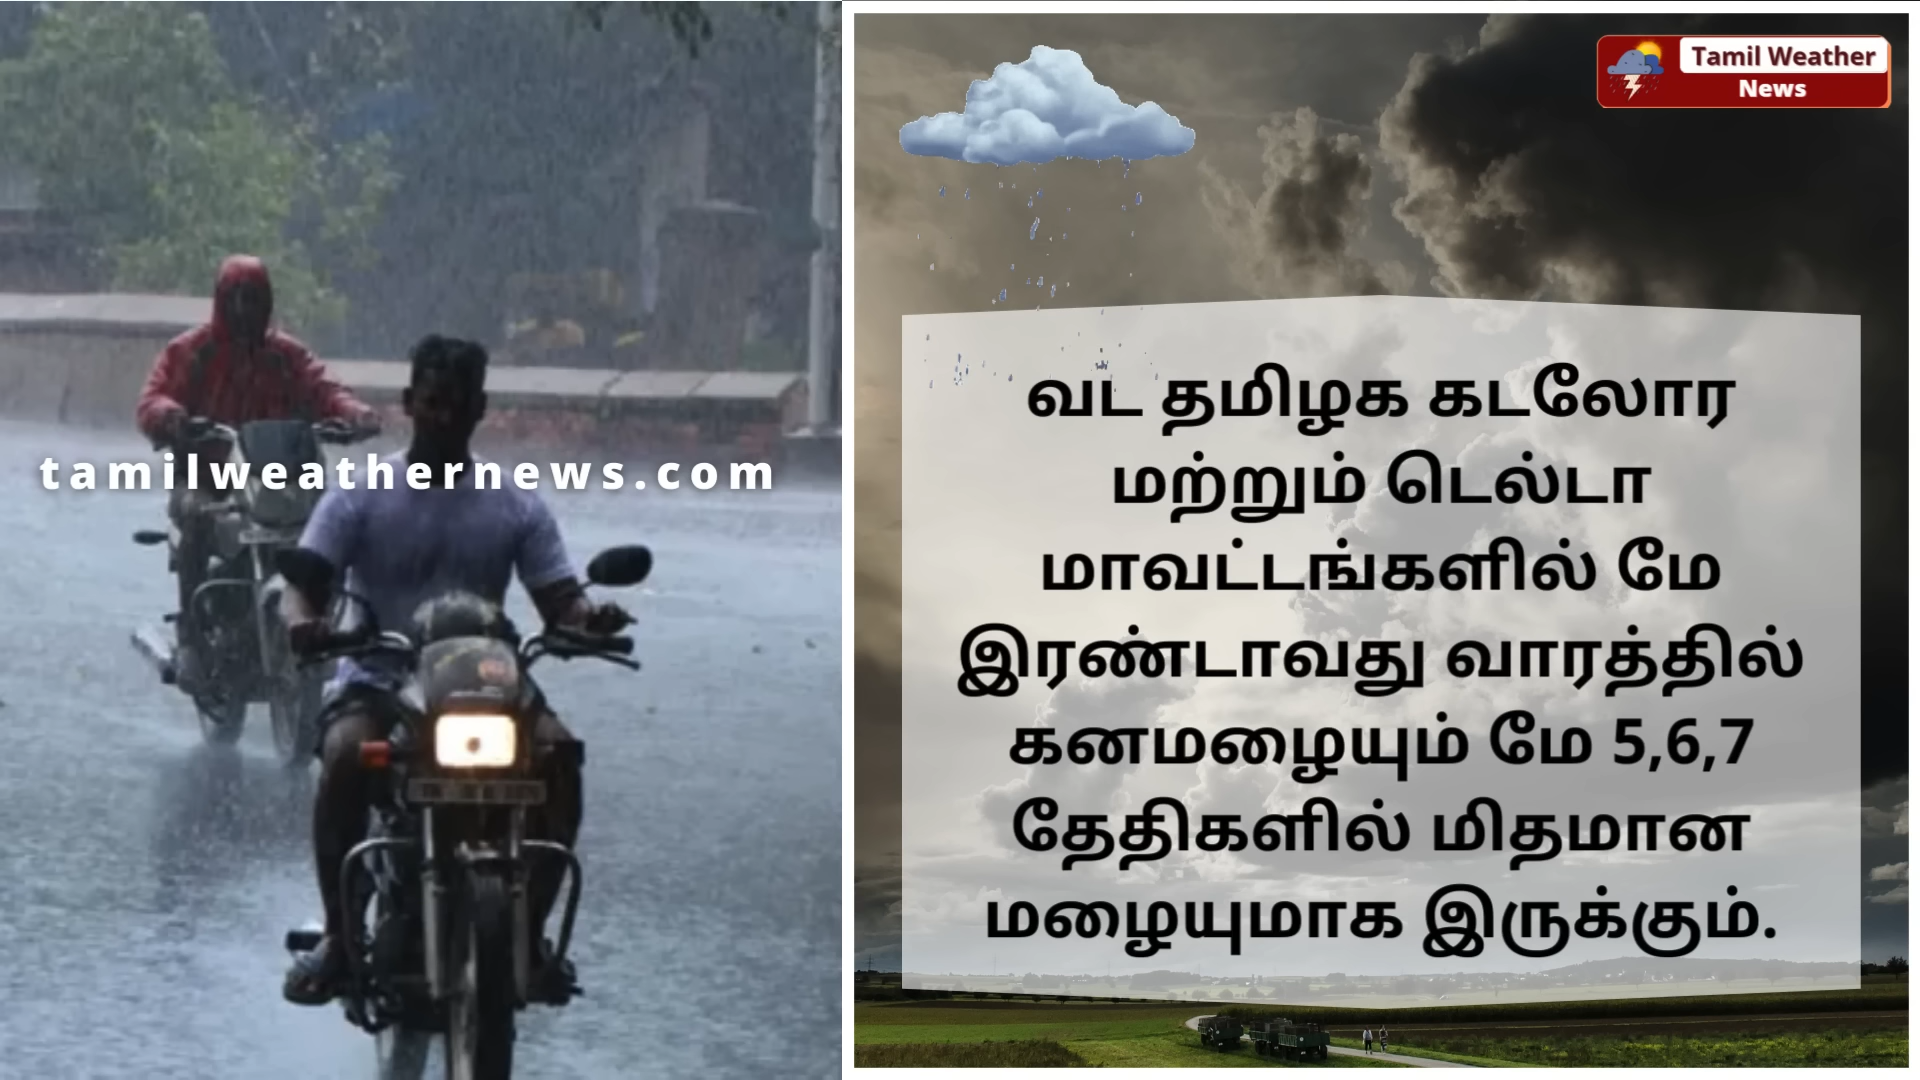 tamilweathernews.com
Tamil Weather
News
வட தமிழக கடலோர
மற்றும் டெல்டா
மாவட்டங்களில் மே
இரண்டாவது வாரத்தில்
கனமழையும் மே 5,6,7
தேதிகளில் மிதமான
மழையுமாக இருக்கும்.